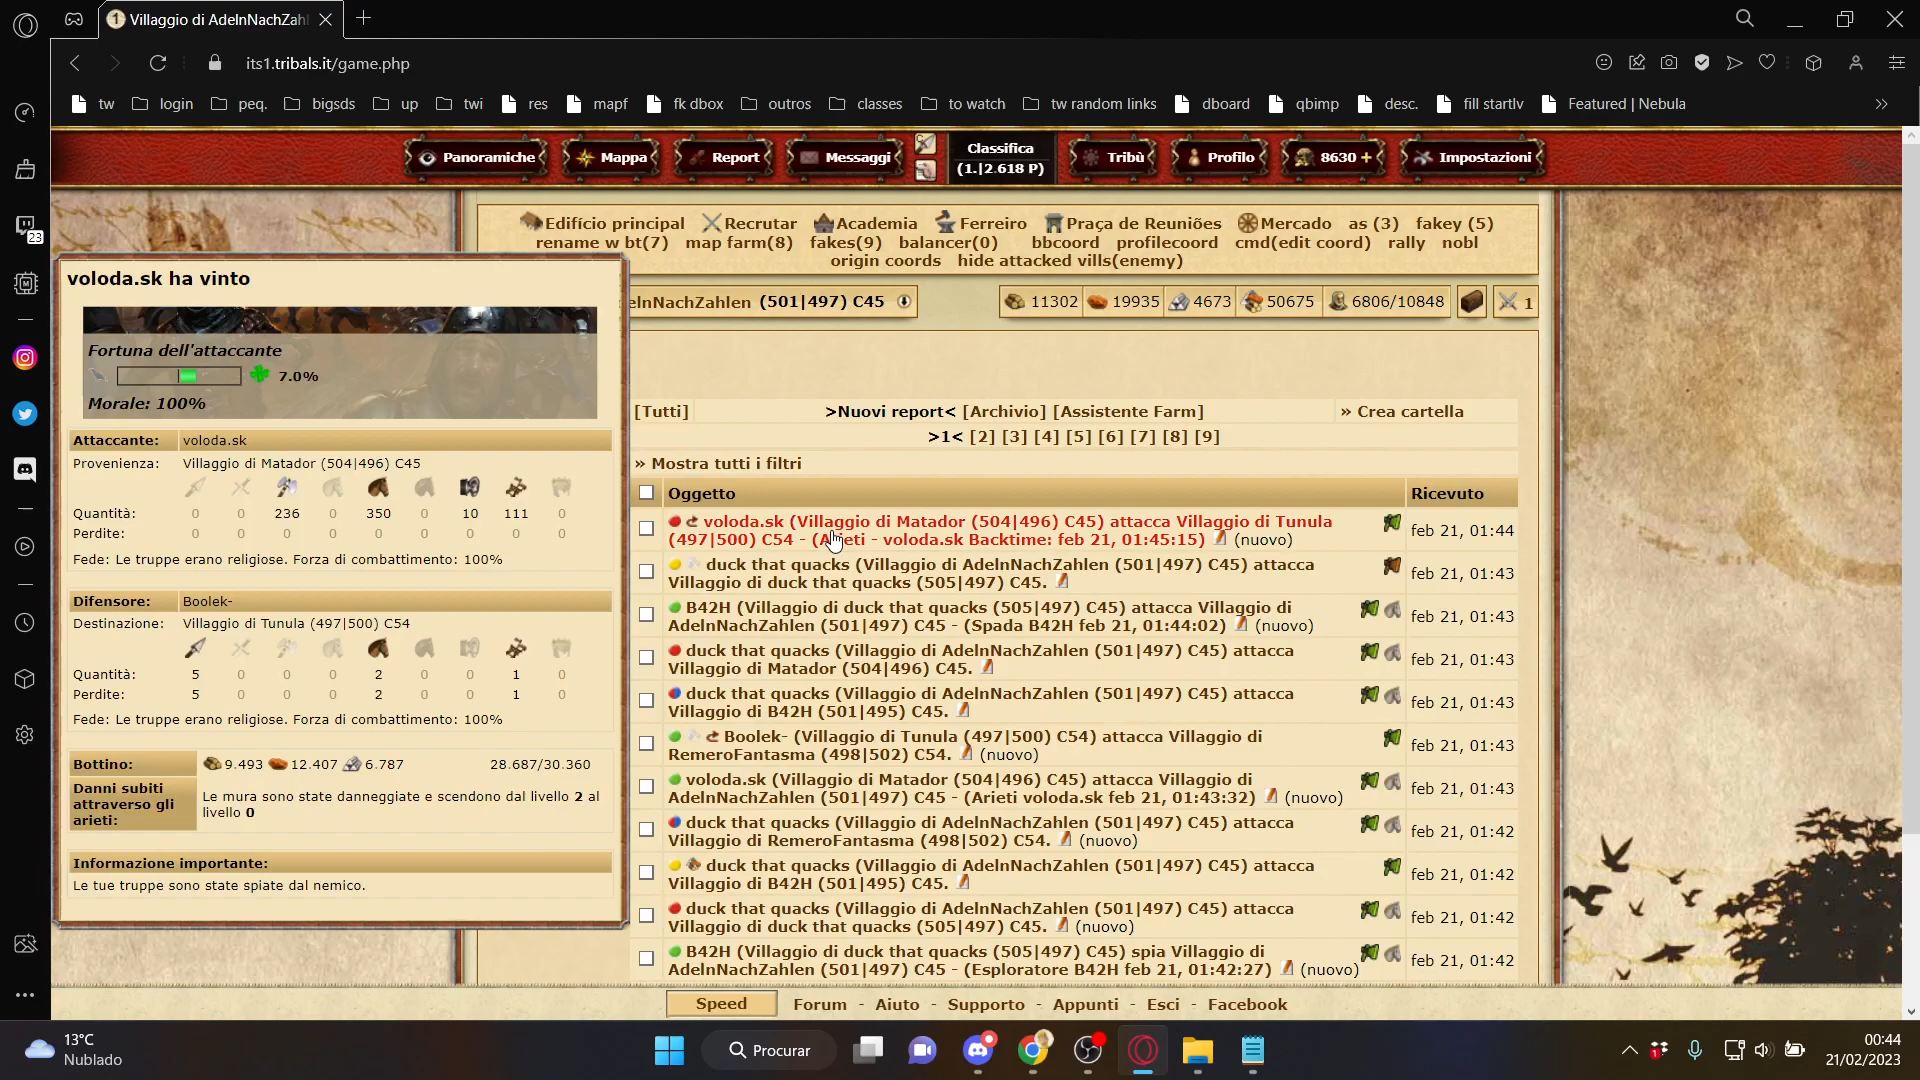 Villaggio di AdelnNachZahl
its1.tribals.it/game.php
tw login peq. bigsds up twi res mapf fk dbox outros classes to watch tw random links dboard qbimp desc. fill startlv Featured | Nebula
Panoramiche Mappa Report Messaggi Classifica (1.|2.618 P) Tribù Profilo 8630 + Impostazioni
Edifício principal Recrutar Academia Ferreiro Praça de Reuniões Mercado as (3) fakey (5)
rename w bt(7) map farm(8) fakes(9) balancer(0) bbcoord profilecoord cmd(edit coord) rally nobl
origin coords hide attacked vills(enemy)
elnNachZahlen (501|497) C45 11302 19935 4673 50675 6806/10848 1
voloda.sk ha vinto
Fortuna dell'attaccante
7.0%
Morale: 100%
Attaccante: voloda.sk
Provenienza: Villaggio di Matador (504|496) C45
Quantità: 0 0 236 0 350 0 10 111 0
Perdite: 0 0 0 0 0 0 0 0 0
Fede: Le truppe erano religiose. Forza di combattimento: 100%
Difensore: Boolek-
Destinazione: Villaggio di Tunula (497|500) C54
Quantità: 5 0 0 0 2 0 0 1 0
Perdite: 5 0 0 0 2 0 0 1 0
Fede: Le truppe erano religiose. Forza di combattimento: 100%
Bottino: 9.493 12.407 6.787 28.687/30.360
Danni subiti attraverso gli arieti: Le mura sono state danneggiate e scendono dal livello 2 al
livello 0
Informazione importante:
Le tue truppe sono state spiate dal nemico.
[Tutti] >Nuovi report< [Archivio] [Assistente Farm] » Crea cartella
>1< [2] [3] [4] [5] [6] [7] [8] [9]
» Mostra tutti i filtri
Oggetto Ricevuto
voloda.sk (Villaggio di Matador (504|496) C45) attacca Villaggio di Tunula
(497|500) C54 - (Arieti - voloda.sk Backtime: feb 21, 01:45:15) (nuovo) feb 21, 01:44
duck that quacks (Villaggio di AdelnNachZahlen (501|497) C45) attacca
Villaggio di duck that quacks (505|497) C45. feb 21, 01:43
B42H (Villaggio di duck that quacks (505|497) C45) attacca Villaggio di
AdelnNachZahlen (501|497) C45 - (Spada B42H feb 21, 01:44:02) (nuovo) feb 21, 01:43
duck that quacks (Villaggio di AdelnNachZahlen (501|497) C45) attacca
Villaggio di Matador (504|496) C45. feb 21, 01:43
duck that quacks (Villaggio di AdelnNachZahlen (501|497) C45) attacca
Villaggio di B42H (501|495) C45. feb 21, 01:43
Boolek- (Villaggio di Tunula (497|500) C54) attacca Villaggio di
RemeroFantasma (498|502) C54. (nuovo) feb 21, 01:43
voloda.sk (Villaggio di Matador (504|496) C45) attacca Villaggio di
AdelnNachZahlen (501|497) C45 - (Arieti voloda.sk feb 21, 01:43:32) (nuovo) feb 21, 01:43
duck that quacks (Villaggio di AdelnNachZahlen (501|497) C45) attacca
Villaggio di RemeroFantasma (498|502) C54. (nuovo) feb 21, 01:42
duck that quacks (Villaggio di AdelnNachZahlen (501|497) C45) attacca
Villaggio di B42H (501|495) C45. feb 21, 01:42
duck that quacks (Villaggio di AdelnNachZahlen (501|497) C45) attacca
Villaggio di duck that quacks (505|497) C45. (nuovo) feb 21, 01:42
B42H (Villaggio di duck that quacks (505|497) C45) spia Villaggio di
AdelnNachZahlen (501|497) C45 - (Esploratore B42H feb 21, 01:42:27) (nuovo) feb 21, 01:42
Speed Forum - Aiuto - Supporto - Appunti - Esci - Facebook
23
13°C
Nublado
Procurar
00:44
21/02/2023